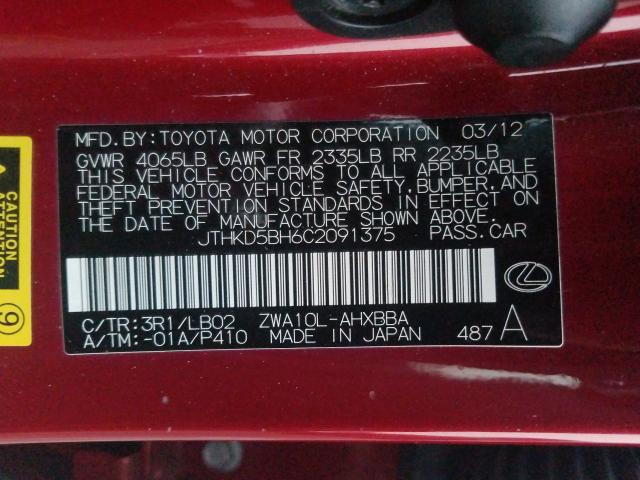 MFD.BY:TOYOTA MOTOR CORPORATION 03/12
GVWR 4065LB GAWR FR 2335LB RR 2235LB
THIS VEHICLE CONFORMS TO ALL APPLICABLE
FEDERAL MOTOR VEHICLE SAFETY,BUMPER,AND
THEFT PREVENTION STANDARDS IN EFFECT ON
THE DATE OF MANUFACTURE SHOWN ABOVE.
JTHKD5BH6C2091375 PASS.CAR
C/TR:3R1/LB02 ZWA10L-AHXBBA
A/TM:-01A/P410 MADE IN JAPAN 487 A
CAUTION
ATTENTION
9